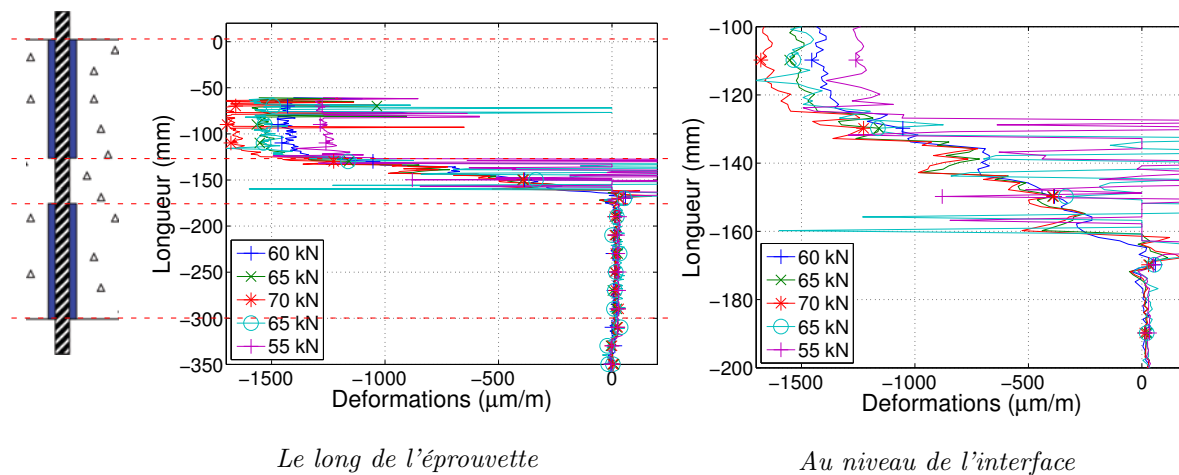 0
−50
−100
−150
−200
−250
−300
−350
Longueur (mm)
60 kN
65 kN
70 kN
65 kN
55 kN
−1500
−1000
−500
0
Deformations (μm/m)
Le long de l'éprouvette
−100
−120
−140
−160
−180
−200
Longueur (mm)
60 kN
65 kN
70 kN
65 kN
55 kN
−1500
−1000
−500
0
Deformations (μm/m)
Au niveau de l'interface